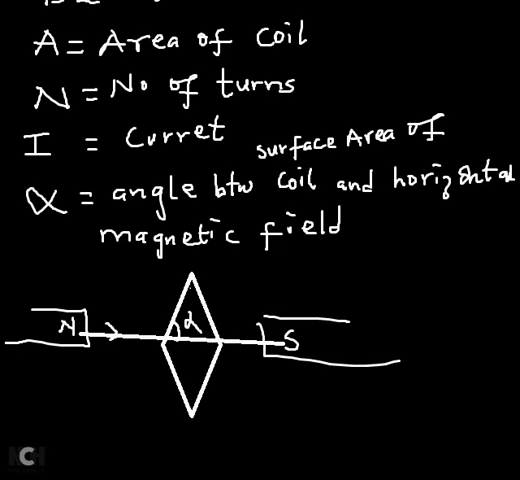 A = Area of Coil
N = No of turns
I = Curret
surface Area of
α = angle btw Coil and horizontal
magnetic field
N
α
S
C